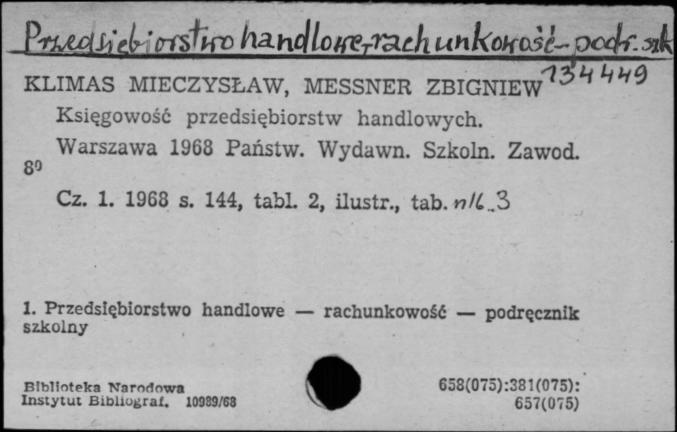 Przedsiębiorstwo handlowe, rachunkowość - podr. szk
134449
KLIMAS MIECZYSŁAW, MESSNER ZBIGNIEW
Księgowość przedsiębiorstw handlowych.
Warszawa 1968 Państw. Wydawn. Szkoln. Zawod.
8⁰
Cz. 1. 1968 s. 144, tabl. 2, ilustr., tab.
1. Przedsiębiorstwo handlowe — rachunkowość — podręcznik
szkolny
Biblioteka Narodowa
Instytut Bibliograf. 10989/68
658(075):381(075):
657(075)